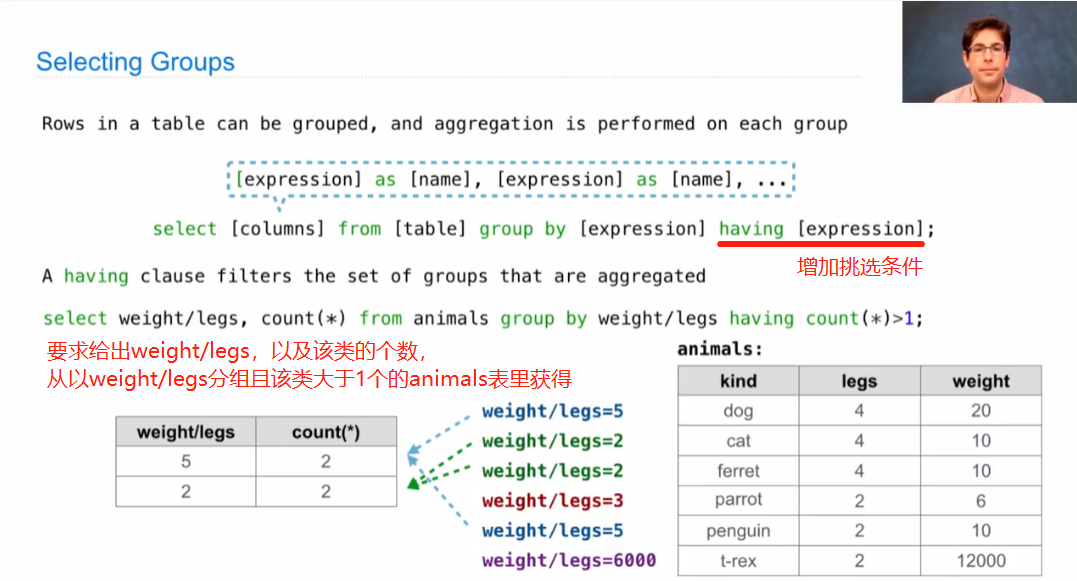 Selecting Groups
Rows in a table can be grouped, and aggregation is performed on each group
[expression] as [name], [expression] as [name], ...
select [columns] from [table] group by [expression] having [expression];
增加挑选条件
A having clause filters the set of groups that are aggregated
select weight/legs, count(*) from animals group by weight/legs having count(*)>1;
要求给出weight/legs，以及该类的个数，
从以weight/legs分组且该类大于1个的animals表里获得
weight/legs count(*)
5 2
2 2
weight/legs=5
weight/legs=2
weight/legs=2
weight/legs=3
weight/legs=5
weight/legs=6000
animals:
kind legs weight
dog 4 20
cat 4 10
ferret 4 10
parrot 2 6
penguin 2 10
t-rex 2 12000